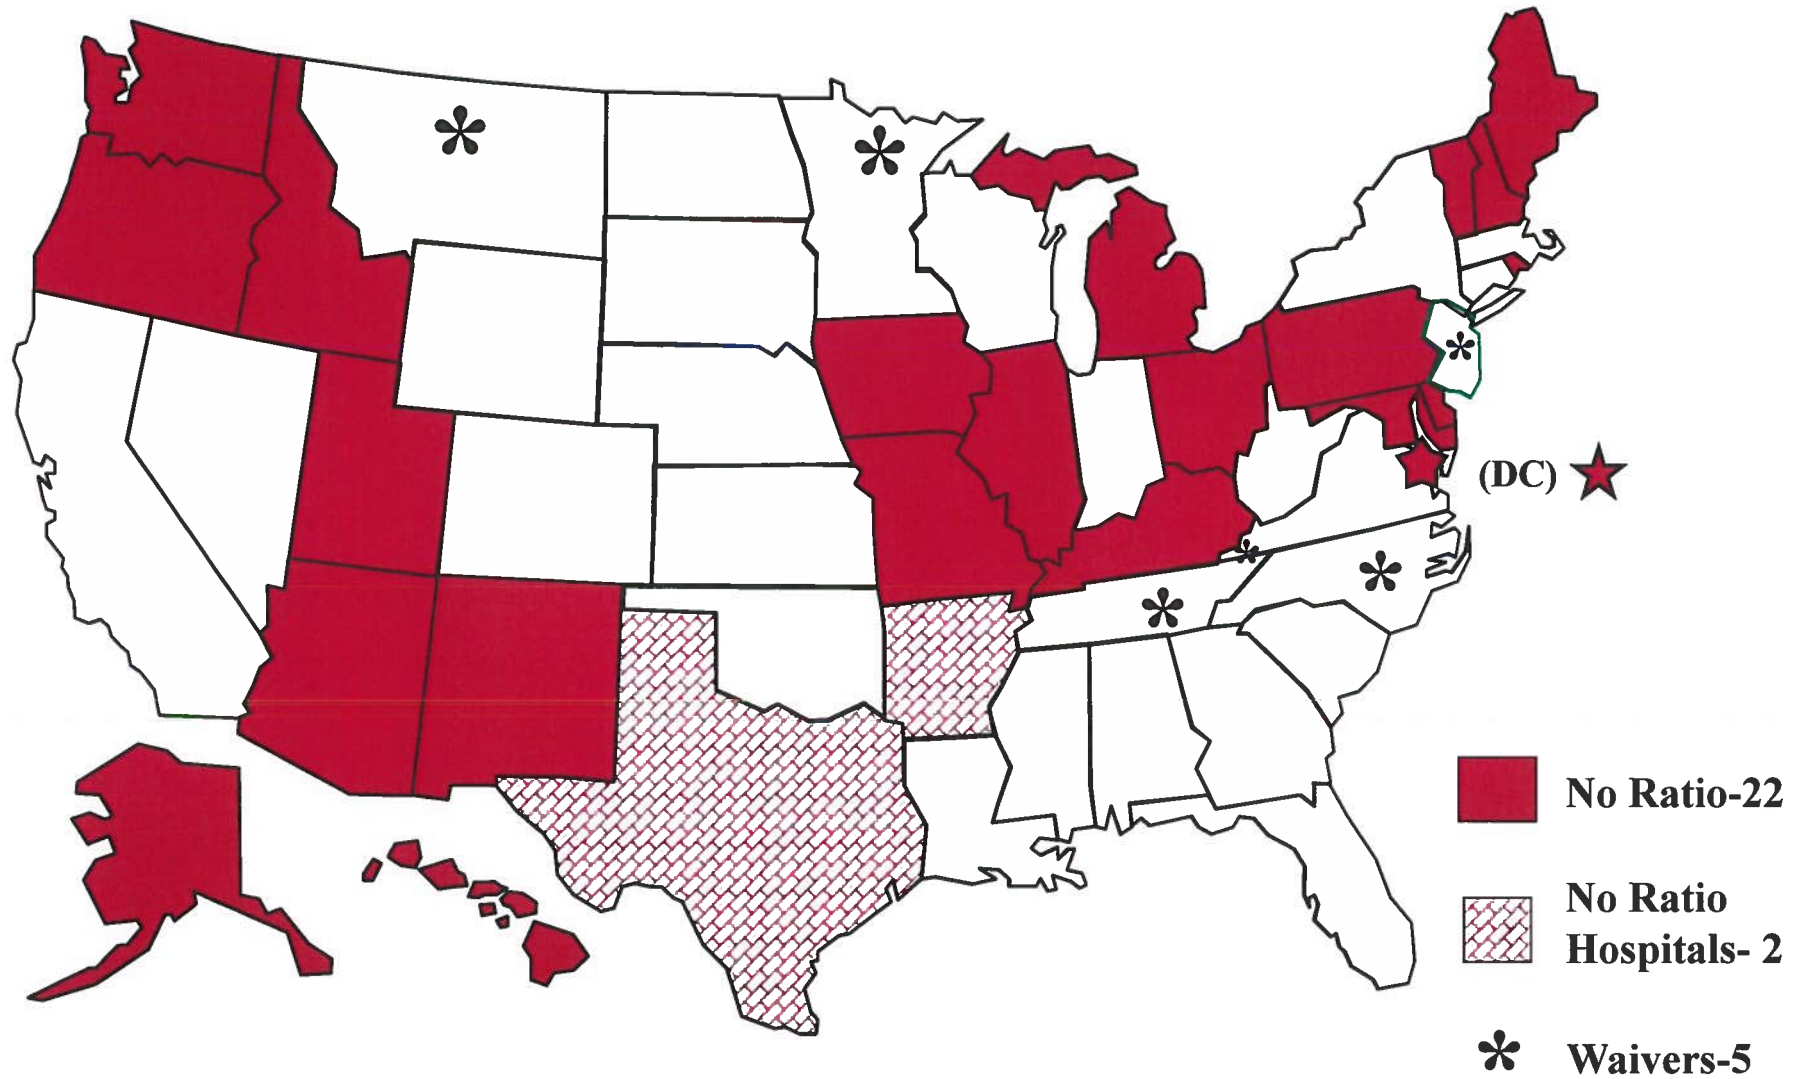 (DC)
No Ratio-22
No Ratio
Hospitals- 2
Waivers-5